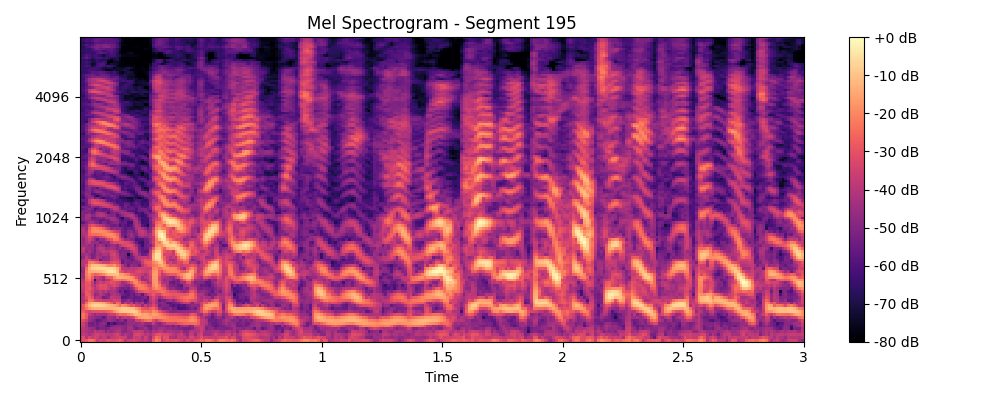 Mel Spectrogram - Segment 195
Frequency
4096
2048
1024
512
0
0
0.5
1
1.5
2
2.5
3
Time
+0 dB
-10 dB
-20 dB
-30 dB
-40 dB
-50 dB
-60 dB
-70 dB
-80 dB